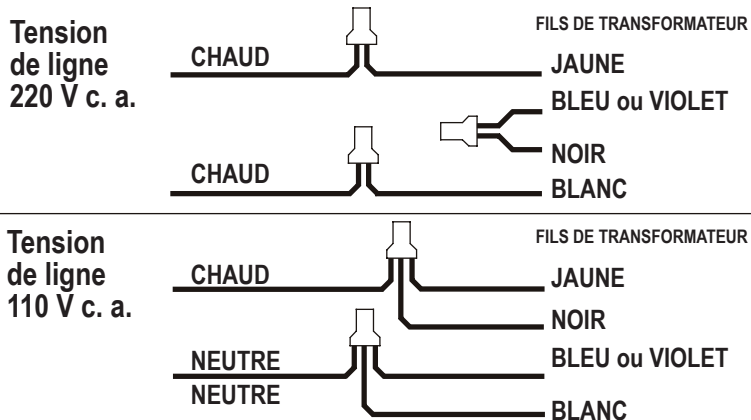 Tension
de ligne
220 V c. a.
FILS DE TRANSFORMATEUR
CHAUD
JAUNE
BLEU ou VIOLET
NOIR
CHAUD
BLANC
Tension
de ligne
110 V c. a.
FILS DE TRANSFORMATEUR
CHAUD
JAUNE
NOIR
NEUTRE
BLEU ou VIOLET
NEUTRE
BLANC